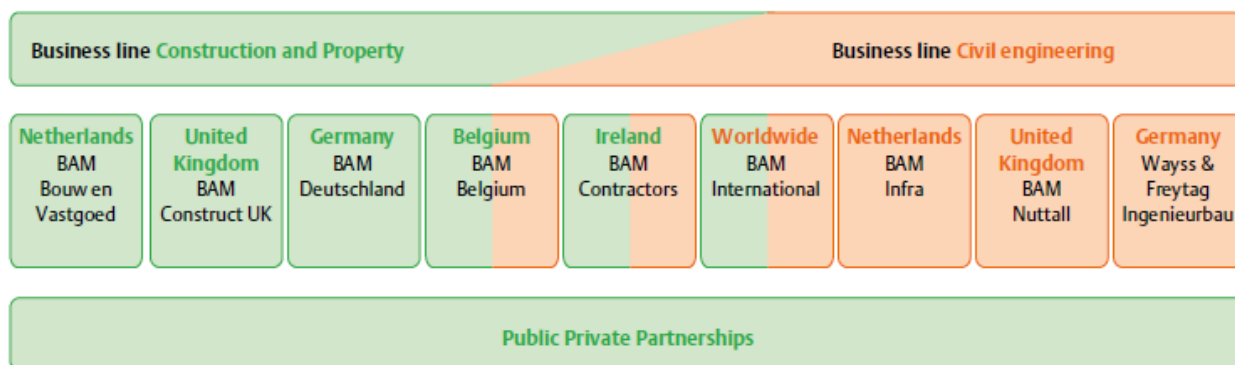 Business line Construction and Property
Business line Civil engineering
Netherlands
BAM
Bouw en
Vastgoed
United
Kingdom
BAM
Construct UK
Germany
BAM
Deutschland
Belgium
BAM
Belgium
Ireland
BAM
Contractors
Worldwide
BAM
International
Netherlands
BAM
Infra
United
Kingdom
BAM
Nuttall
Germany
Wayss &
Freytag
Ingenieurbau
Public Private Partnerships